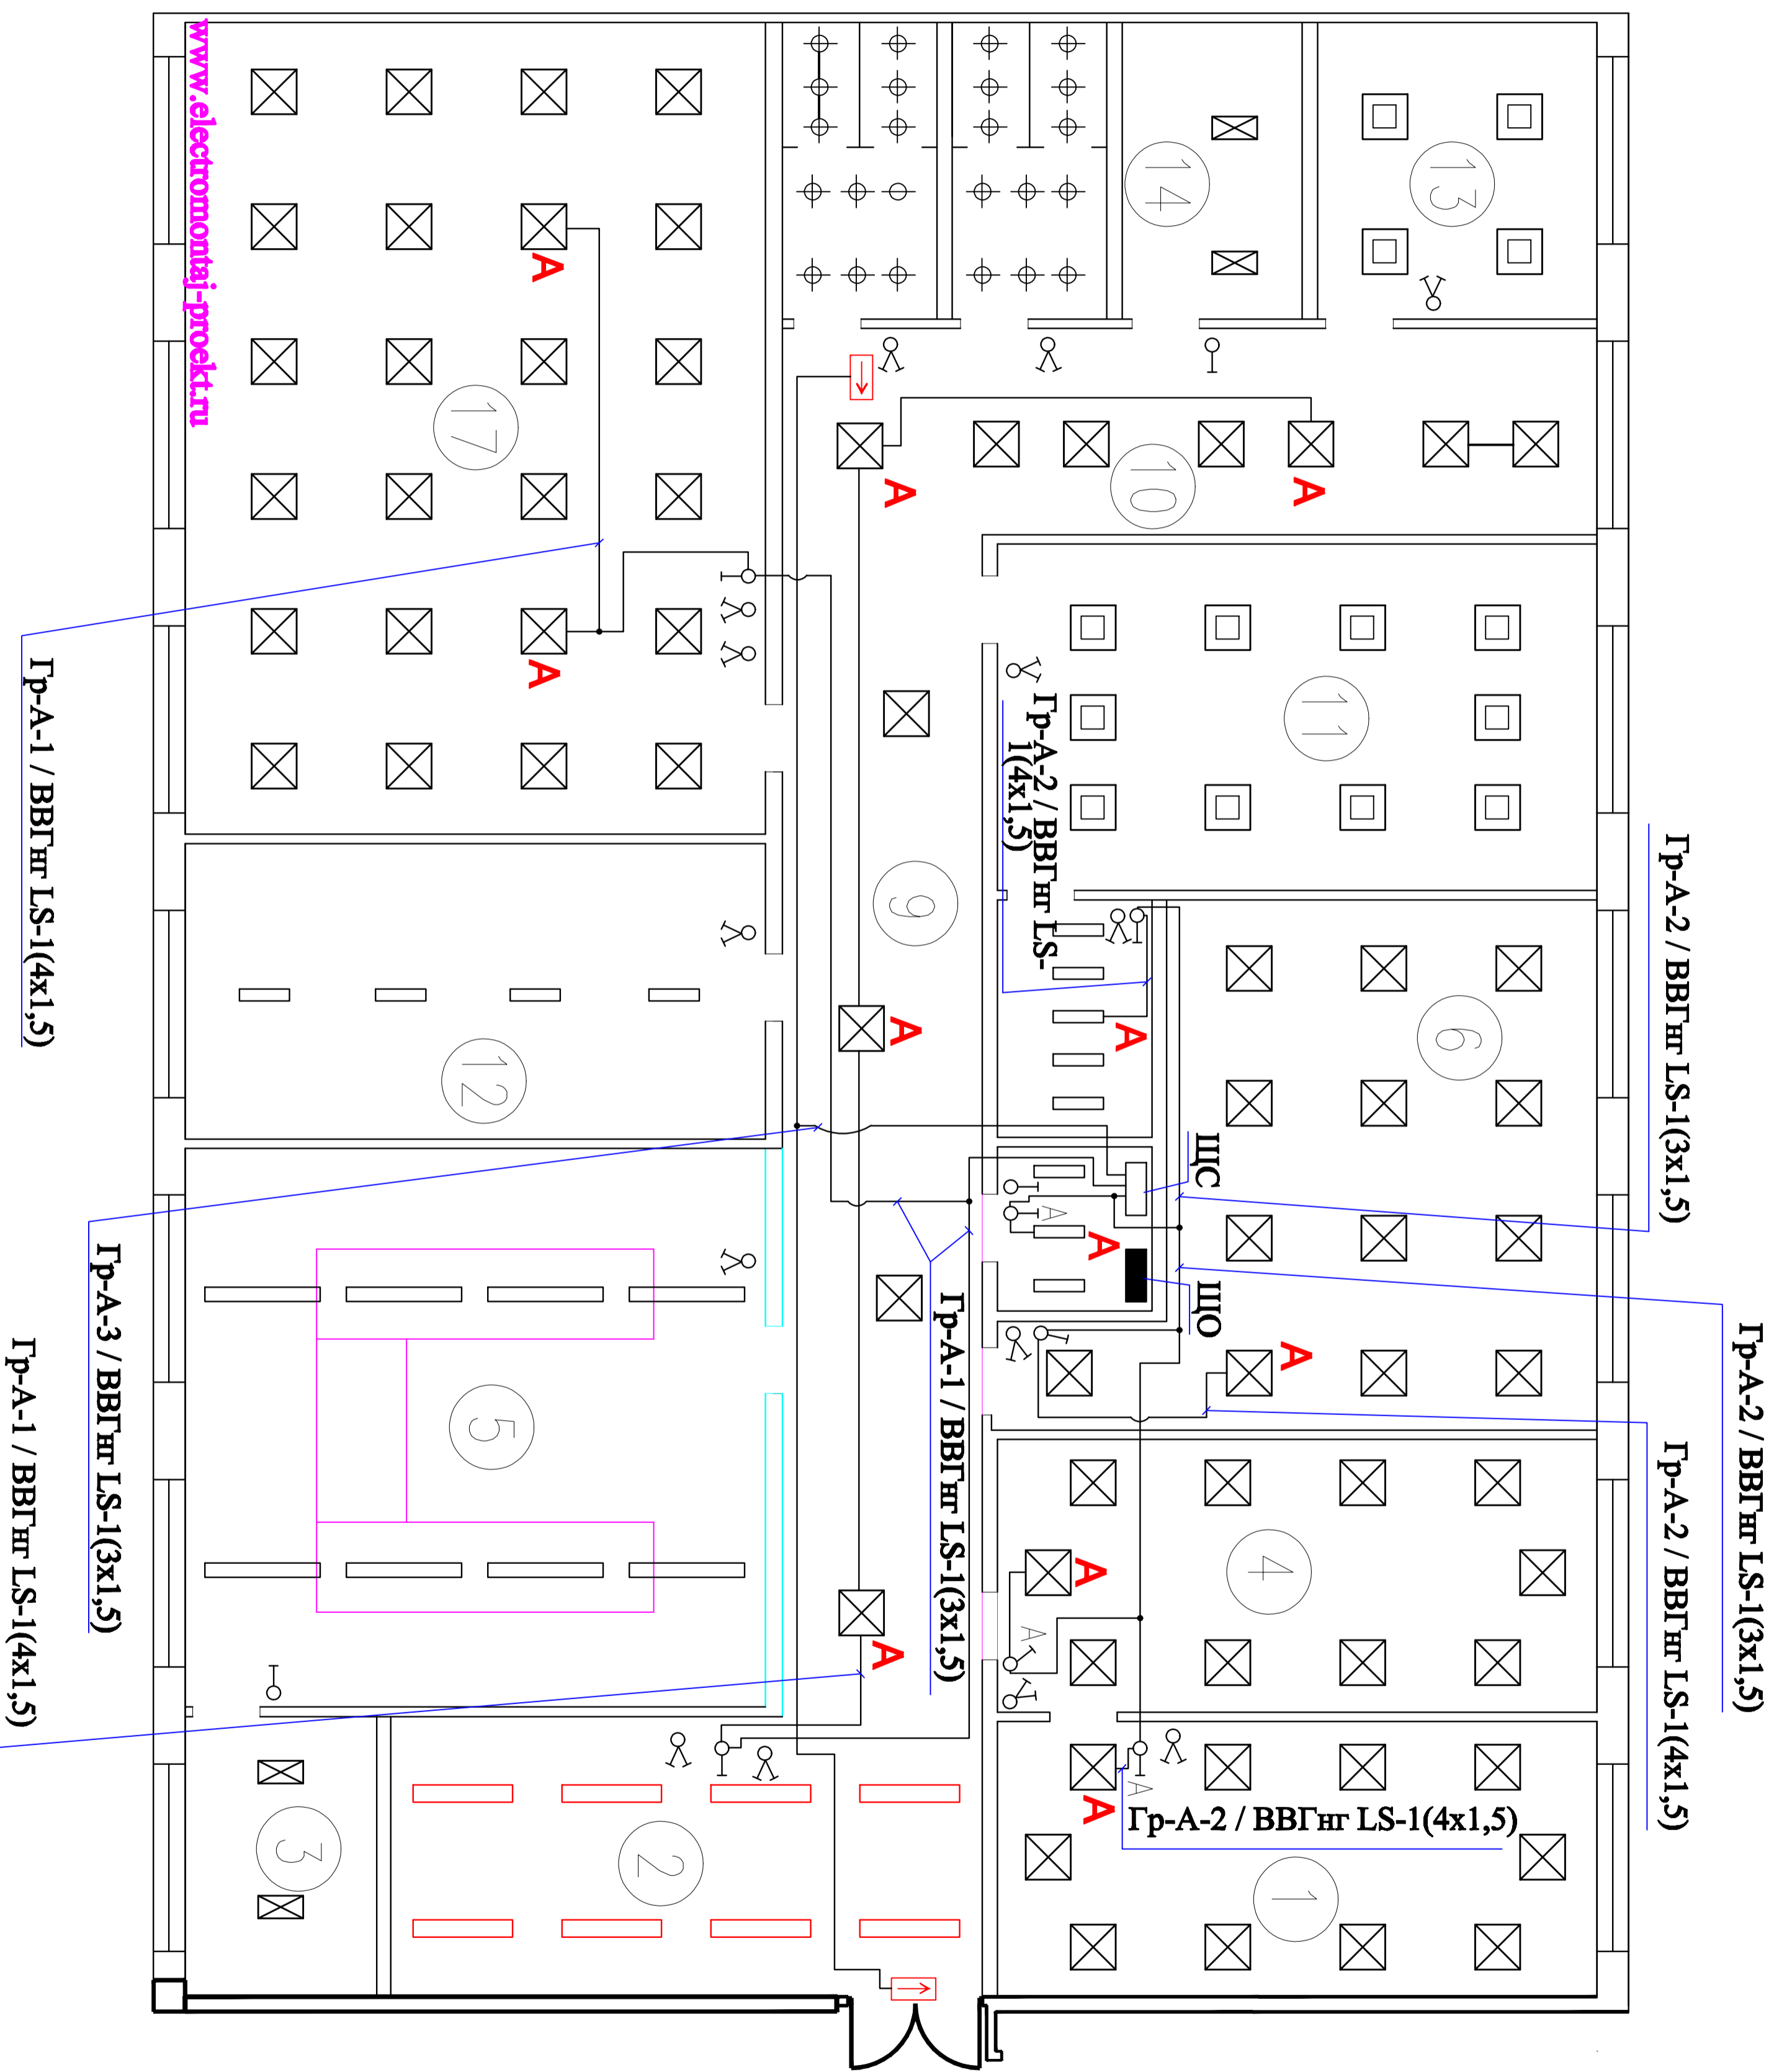 www.electromontaj-proekt.ru
13
14
17
10
11
9
6
12
5
4
3
2
1
А
А
А
А
А
А
А
А
А
А
А
А
А
А
ЩС
ЩО
Гр-А-2 / ВВГнг LS-
1(4х1,5)
Гр-А-2 / ВВГнг LS-1(3х1,5)
Гр-А-2 / ВВГнг LS-1(3х1,5)
Гр-А-2 / ВВГнг LS-1(4х1,5)
Гр-А-2 / ВВГнг LS-1(4х1,5)
Гр-А-1 / ВВГнг LS-1(3х1,5)
Гр-А-1 / ВВГнг LS-1(4х1,5)
Гр-А-3 / ВВГнг LS-1(3х1,5)
Гр-А-1 / ВВГнг LS-1(4х1,5)